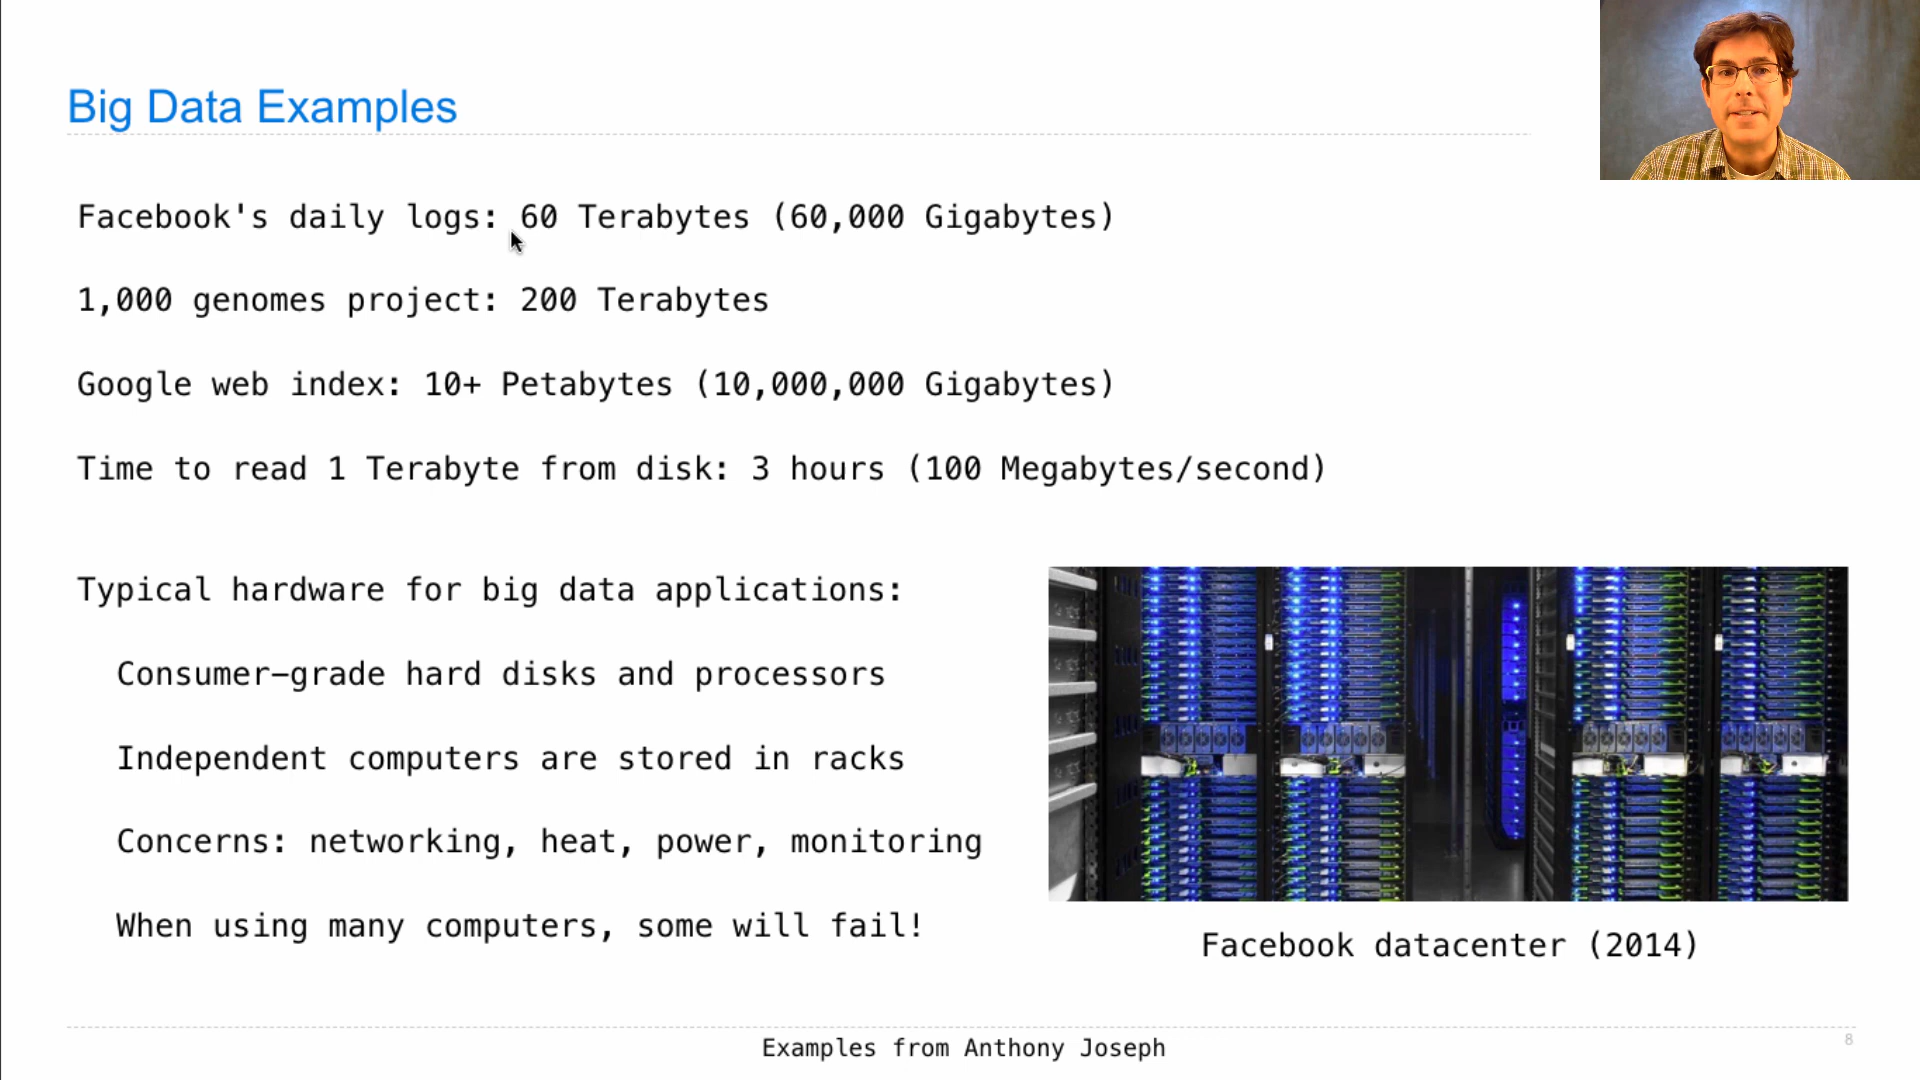 Big Data Examples
Facebook's daily logs: 60 Terabytes (60,000 Gigabytes)
1,000 genomes project: 200 Terabytes
Google web index: 10+ Petabytes (10,000,000 Gigabytes)
Time to read 1 Terabyte from disk: 3 hours (100 Megabytes/second)
Typical hardware for big data applications:
Consumer-grade hard disks and processors
Independent computers are stored in racks
Concerns: networking, heat, power, monitoring
When using many computers, some will fail!
Facebook datacenter (2014)
Examples from Anthony Joseph
8